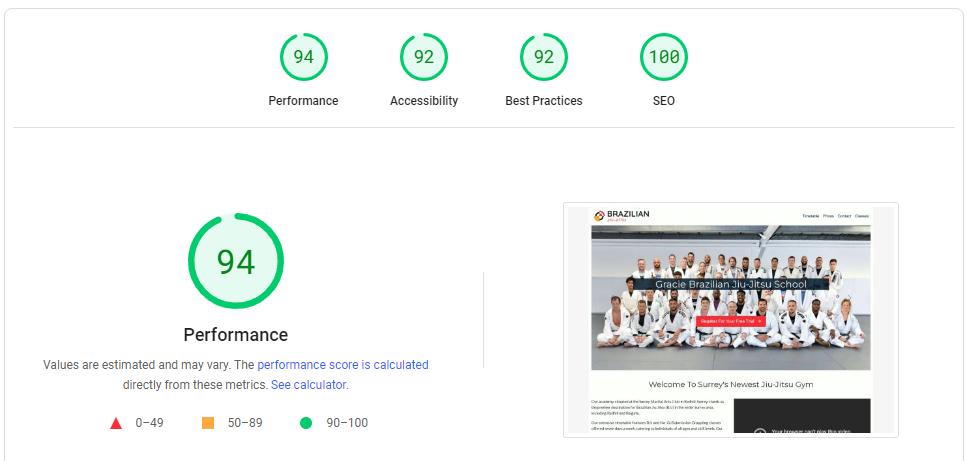 94
92
92
100
Performance
Accessibility
Best Practices
SEO
94
Performance
Values are estimated and may vary. The performance score is calculated
directly from these metrics. See calculator.
0–49
50–89
90–100
BRAZILIAN
JIU-JITSU
Timetable Prices Contact Classes
Gracie Brazilian Jiu-Jitsu School
Register For Your Free Trial
Welcome To Surrey's Newest Jiu-Jitsu Gym
Your browser can't play this video.